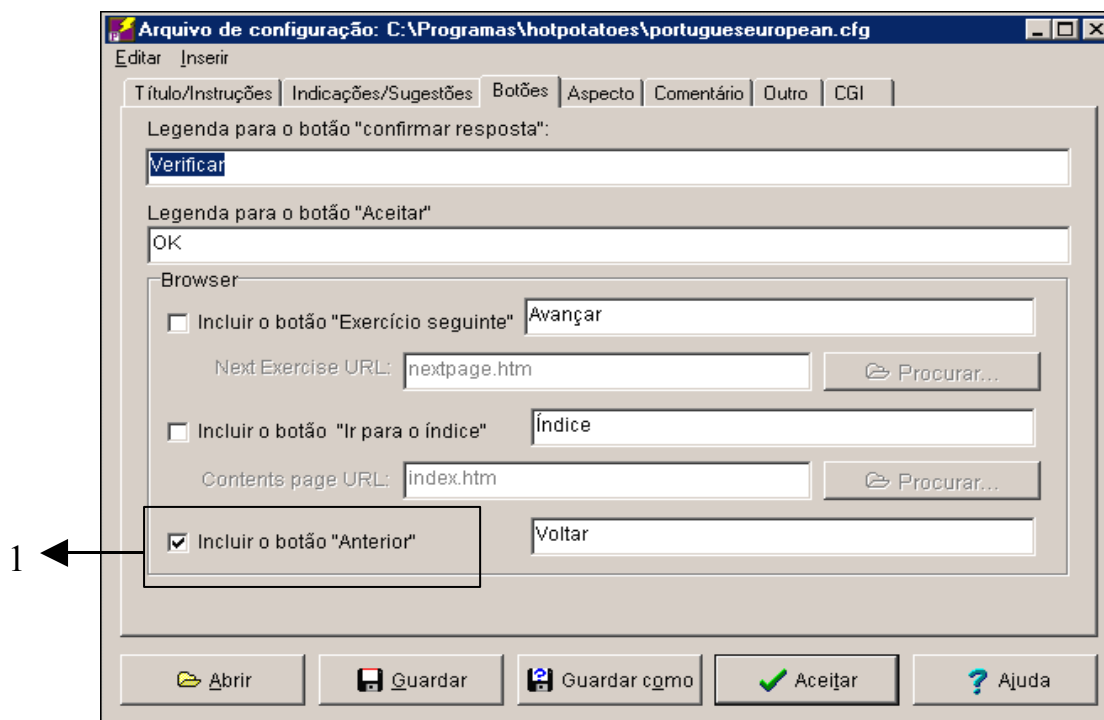 Arquivo de configuração: C:\Programas\hotpotatoes\portugueseuropean.cfg
Editar Inserir
Título/Instruções Indicações/Sugestões Botões Aspecto Comentário Outro CGI
Legenda para o botão "confirmar resposta":
Verificar
Legenda para o botão "Aceitar"
OK
Browser
Incluir o botão "Exercício seguinte" Avançar
Next Exercise URL: nextpage.htm Procurar...
Incluir o botão "Ir para o índice" Índice
Contents page URL: index.htm Procurar...
1 Incluir o botão "Anterior" Voltar
Abrir Guardar Guardar como Aceitar Ajuda